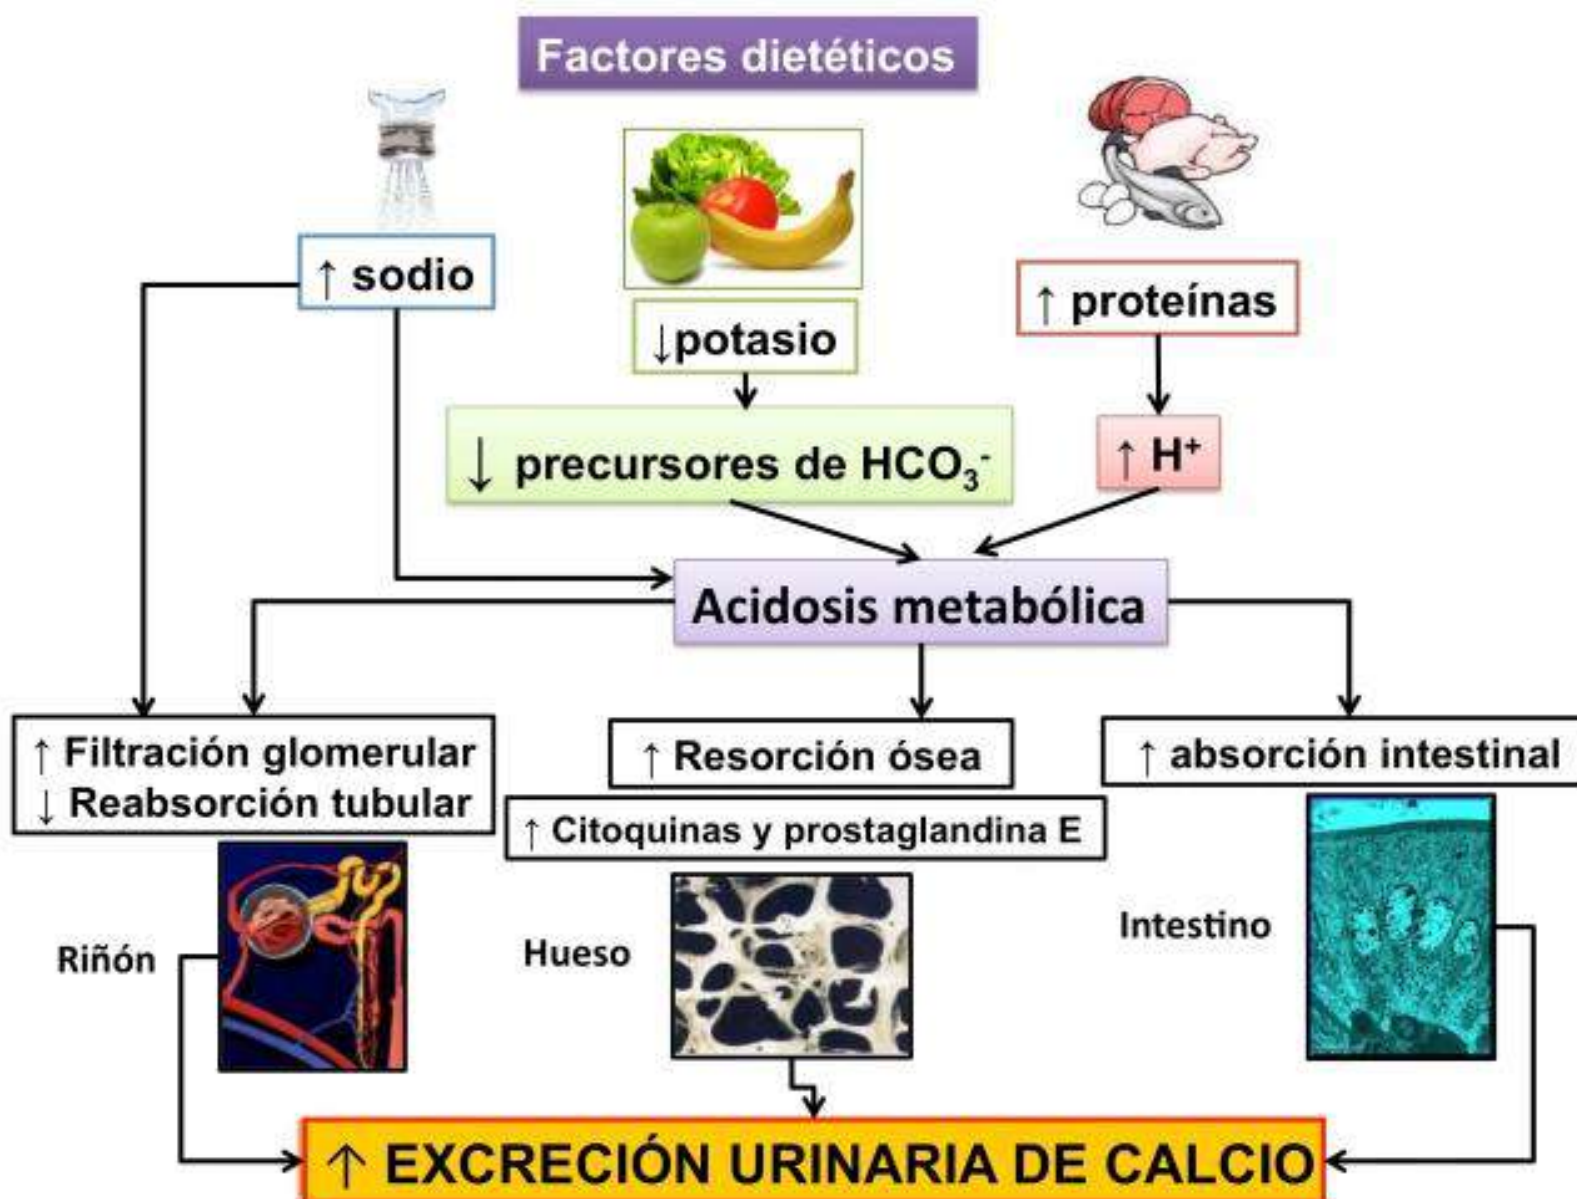 Factores dietéticos
↑ sodio
↓potasio
↑ proteínas
↓ precursores de HCO₃⁻
↑ H⁺
Acidosis metabólica
↑ Filtración glomerular
↓ Reabsorción tubular
↑ Resorción ósea
↑ Citoquinas y prostaglandina E
↑ absorción intestinal
Riñón
Hueso
Intestino
↑ EXCRECIÓN URINARIA DE CALCIO